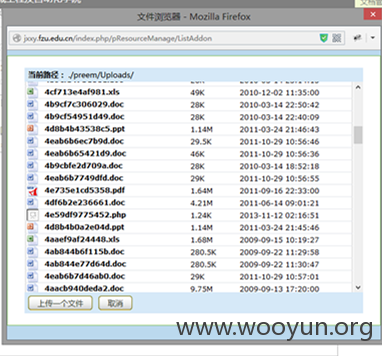 文件浏览器 - Mozilla Firefox
jxxy.fzu.edu.cn/index.php/pResourceManage/ListAddon
当前路径: ./preem/Uploads/
4cf713e4af981.xls 49K 2010-12-02 11:35:00
4b9cf7c306029.doc 28K 2010-03-14 22:50:42
4b9cf54951d49.doc 28K 2010-03-14 22:40:09
4d8b4b43538c5.ppt 1.14M 2011-03-24 21:46:43
4eab6b6ec7b9d.doc 29.5K 2011-10-29 10:56:46
4eab6b65421d9.doc 46K 2011-10-29 10:56:36
4b9cbfe2d709a.doc 28K 2010-03-14 18:52:18
4eab6b7749dfd.doc 29K 2011-10-29 10:56:55
4e735e1cd5358.pdf 1.64M 2011-09-16 22:33:00
4df6b2e236661.doc 4.21M 2011-06-14 09:01:21
4e59df9775452.php 1.24K 2013-11-12 02:16:51
4d8b4b0a2e04d.ppt 1.14M 2011-03-24 21:45:46
4aaef9af24448.xls 1.68M 2009-09-15 10:19:27
4ab844b6f115b.doc 280.5K 2009-09-22 11:29:58
4ab844e77d64d.doc 280.5K 2009-09-22 11:30:47
4eab6b7d46ab0.doc 29K 2011-10-29 10:57:01
4aacb940deda2.doc 9.75M 2009-09-13 17:20:00
上传一个文件 取消
www.wooyun.org